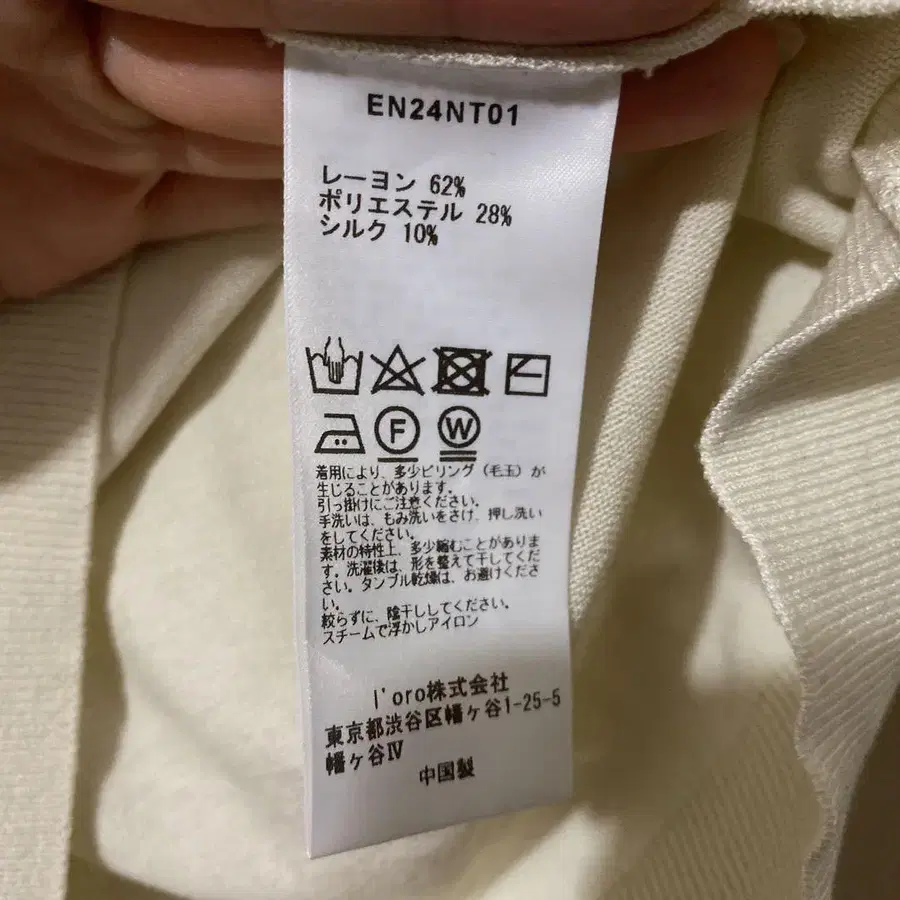 EN24NT01
レーヨン 62%
ポリエステル 28%
シルク 10%
F W
着用により、多少ピリング(毛玉)が
生じることがあります。
引っ掛けにご注意ください。
手洗いは、もみ洗いをさけ、押し洗い
をしてください。
素材の特性上、多少縮むことがありま
す。洗濯後は、形を整えて干してくだ
さい。タンブル乾燥は、お避けくださ
い。
絞らずに、陰干ししてください。
スチームで浮かしアイロン
l'oro株式会社
東京都渋谷区幡ヶ谷1-25-5
幡ヶ谷Ⅳ
中国製